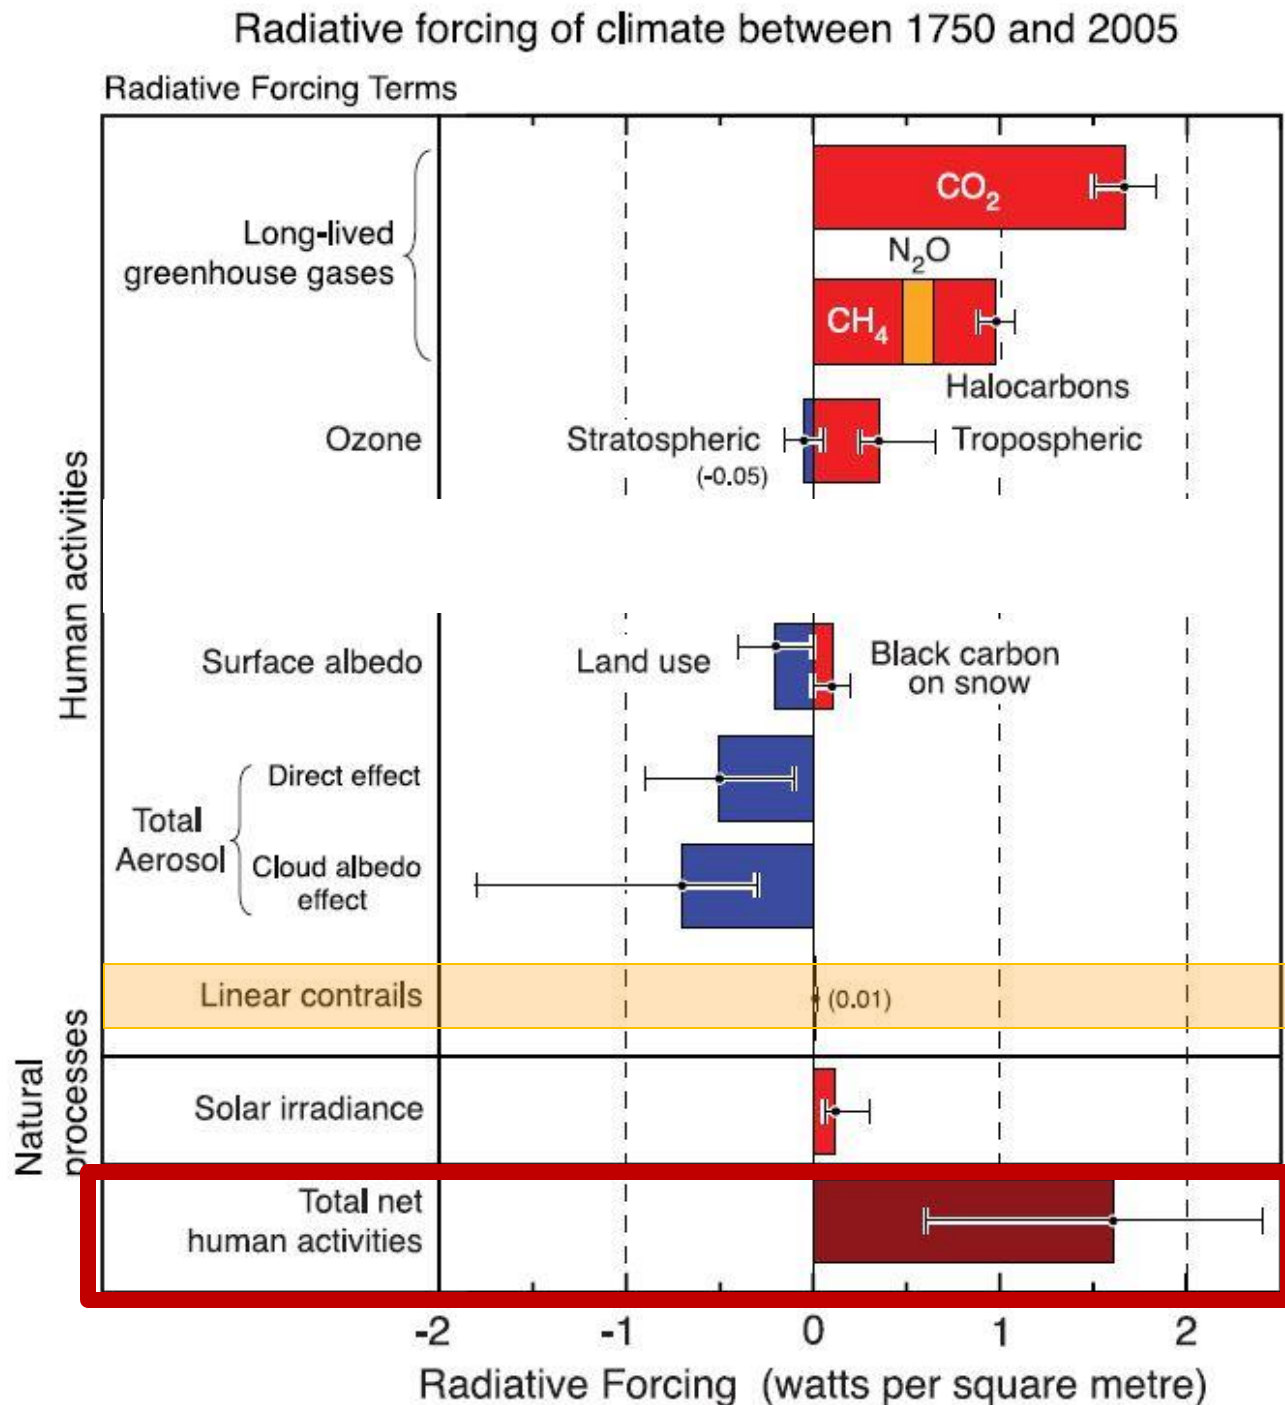 Radiative forcing of climate between 1750 and 2005
Radiative Forcing Terms
Human activities
Long-lived
greenhouse gases
CO₂
N₂O
CH₄
Halocarbons
Ozone
Stratospheric
(-0.05)
Tropospheric
Surface albedo
Land use
Black carbon
on snow
Total
Aerosol
Direct effect
Cloud albedo
effect
Linear contrails
(0.01)
Natural
processes
Solar irradiance
Total net
human activities
-2 -1 0 1 2
Radiative Forcing (watts per square metre)